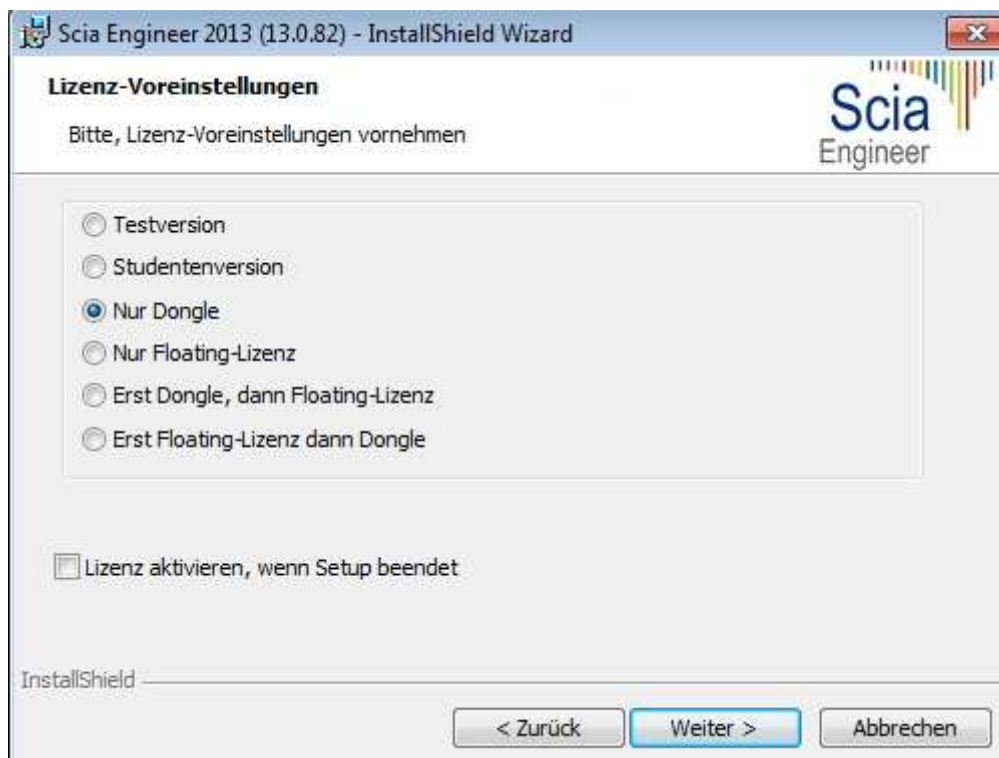 Scia Engineer 2013 (13.0.82) - InstallShield Wizard
Lizenz-Voreinstellungen
Bitte, Lizenz-Voreinstellungen vornehmen
Scia
Engineer
Testversion
Studentenversion
Nur Dongle
Nur Floating-Lizenz
Erst Dongle, dann Floating-Lizenz
Erst Floating-Lizenz dann Dongle
Lizenz aktivieren, wenn Setup beendet
InstallShield
< Zurück Weiter > Abbrechen